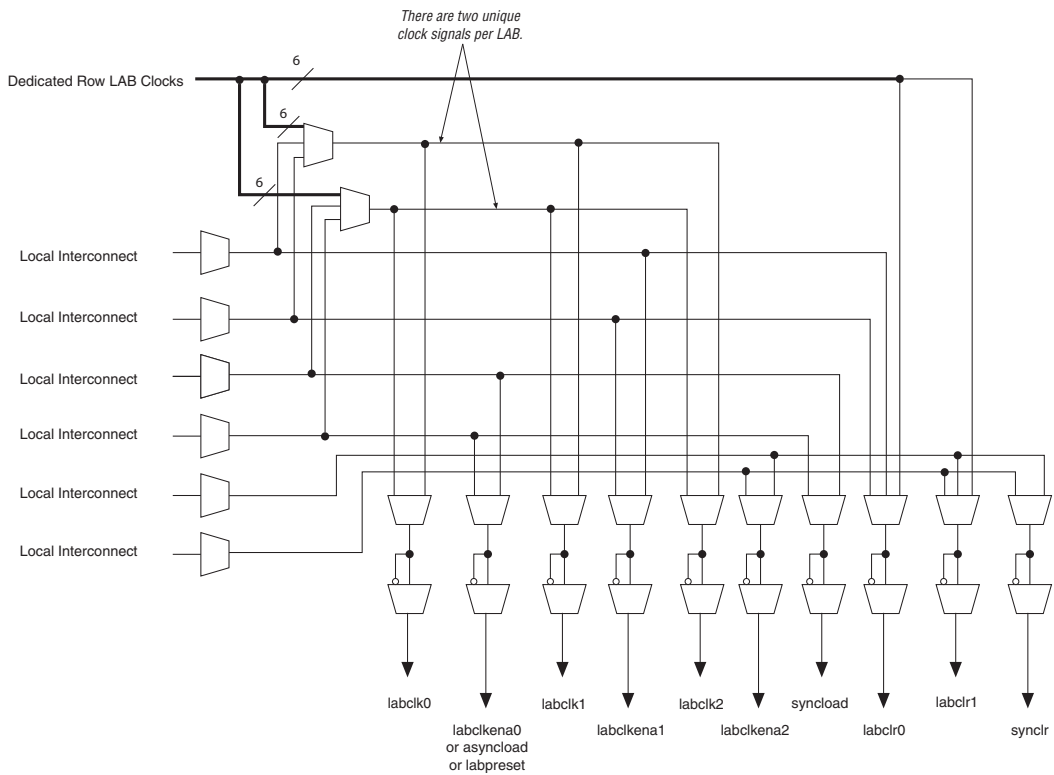 There are two unique
clock signals per LAB.
6
Dedicated Row LAB Clocks
6
6
Local Interconnect
Local Interconnect
Local Interconnect
Local Interconnect
Local Interconnect
Local Interconnect
labclk0
labclk1
labclk2
syncload
labclr1
labclkena0
or asyncload
or labpreset
labclkena1
labclkena2
labclr0
synclr